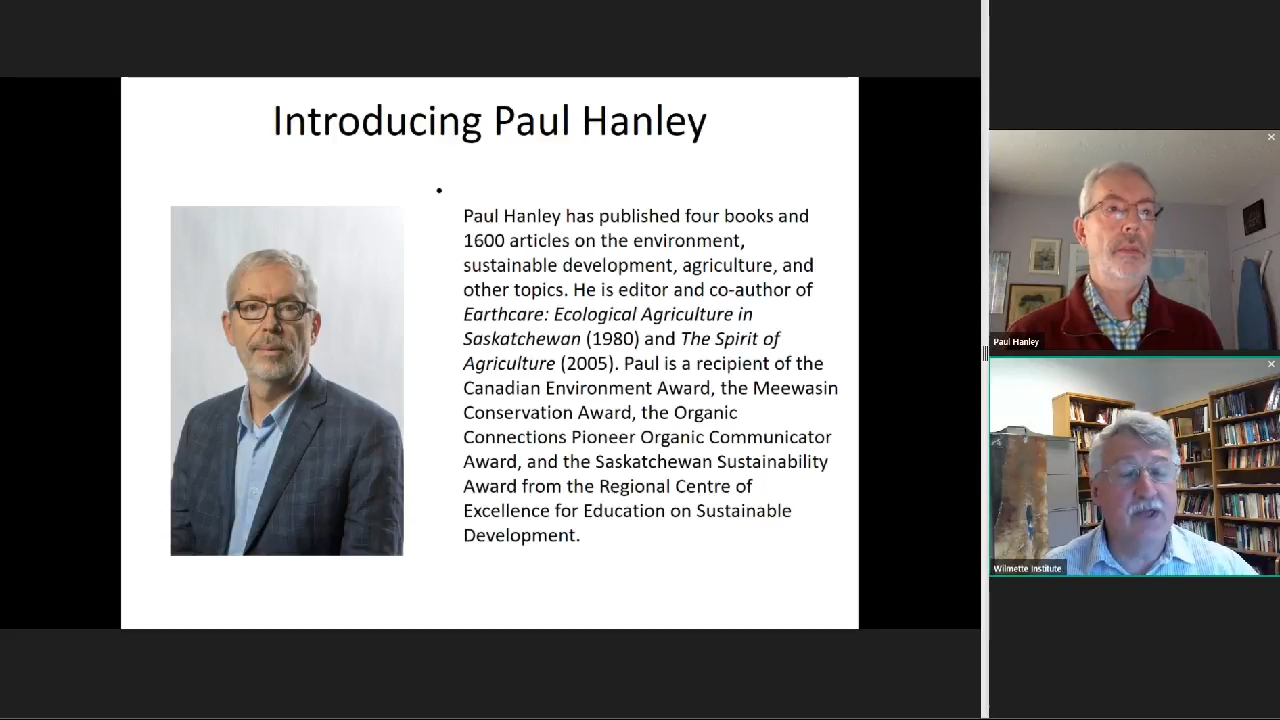 Introducing Paul Hanley
•
Paul Hanley has published four books and
1600 articles on the environment,
sustainable development, agriculture, and
other topics. He is editor and co-author of
Earthcare: Ecological Agriculture in
Saskatchewan (1980) and The Spirit of
Agriculture (2005). Paul is a recipient of the
Canadian Environment Award, the Meewasin
Conservation Award, the Organic
Connections Pioneer Organic Communicator
Award, and the Saskatchewan Sustainability
Award from the Regional Centre of
Excellence for Education on Sustainable
Development.
Paul Hanley
Wilmette Institute